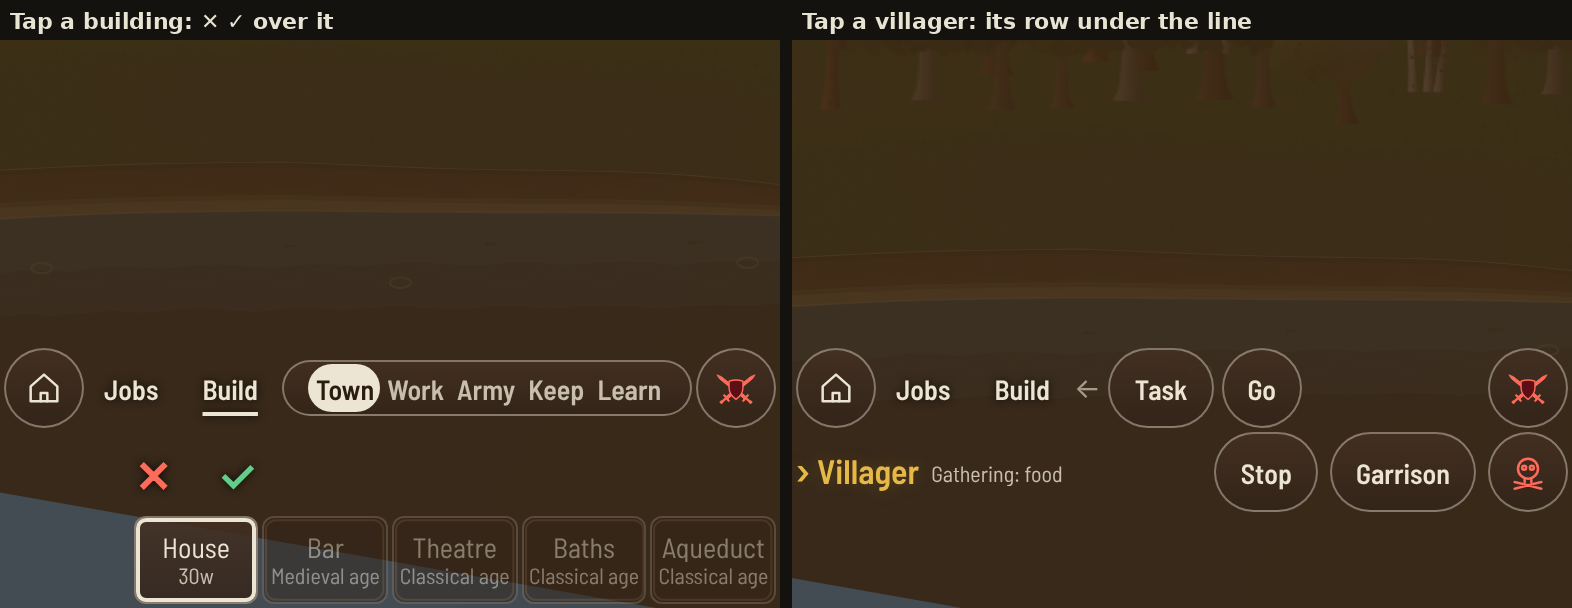 Tap a building: ✕ ✓ over it
Jobs Build Town Work Army Keep Learn
House Bar Theatre Baths Aqueduct
30w Medieval age Classical age Classical age Classical age
Tap a villager: its row under the line
Jobs Build ← Task Go
› Villager Gathering: food Stop Garrison